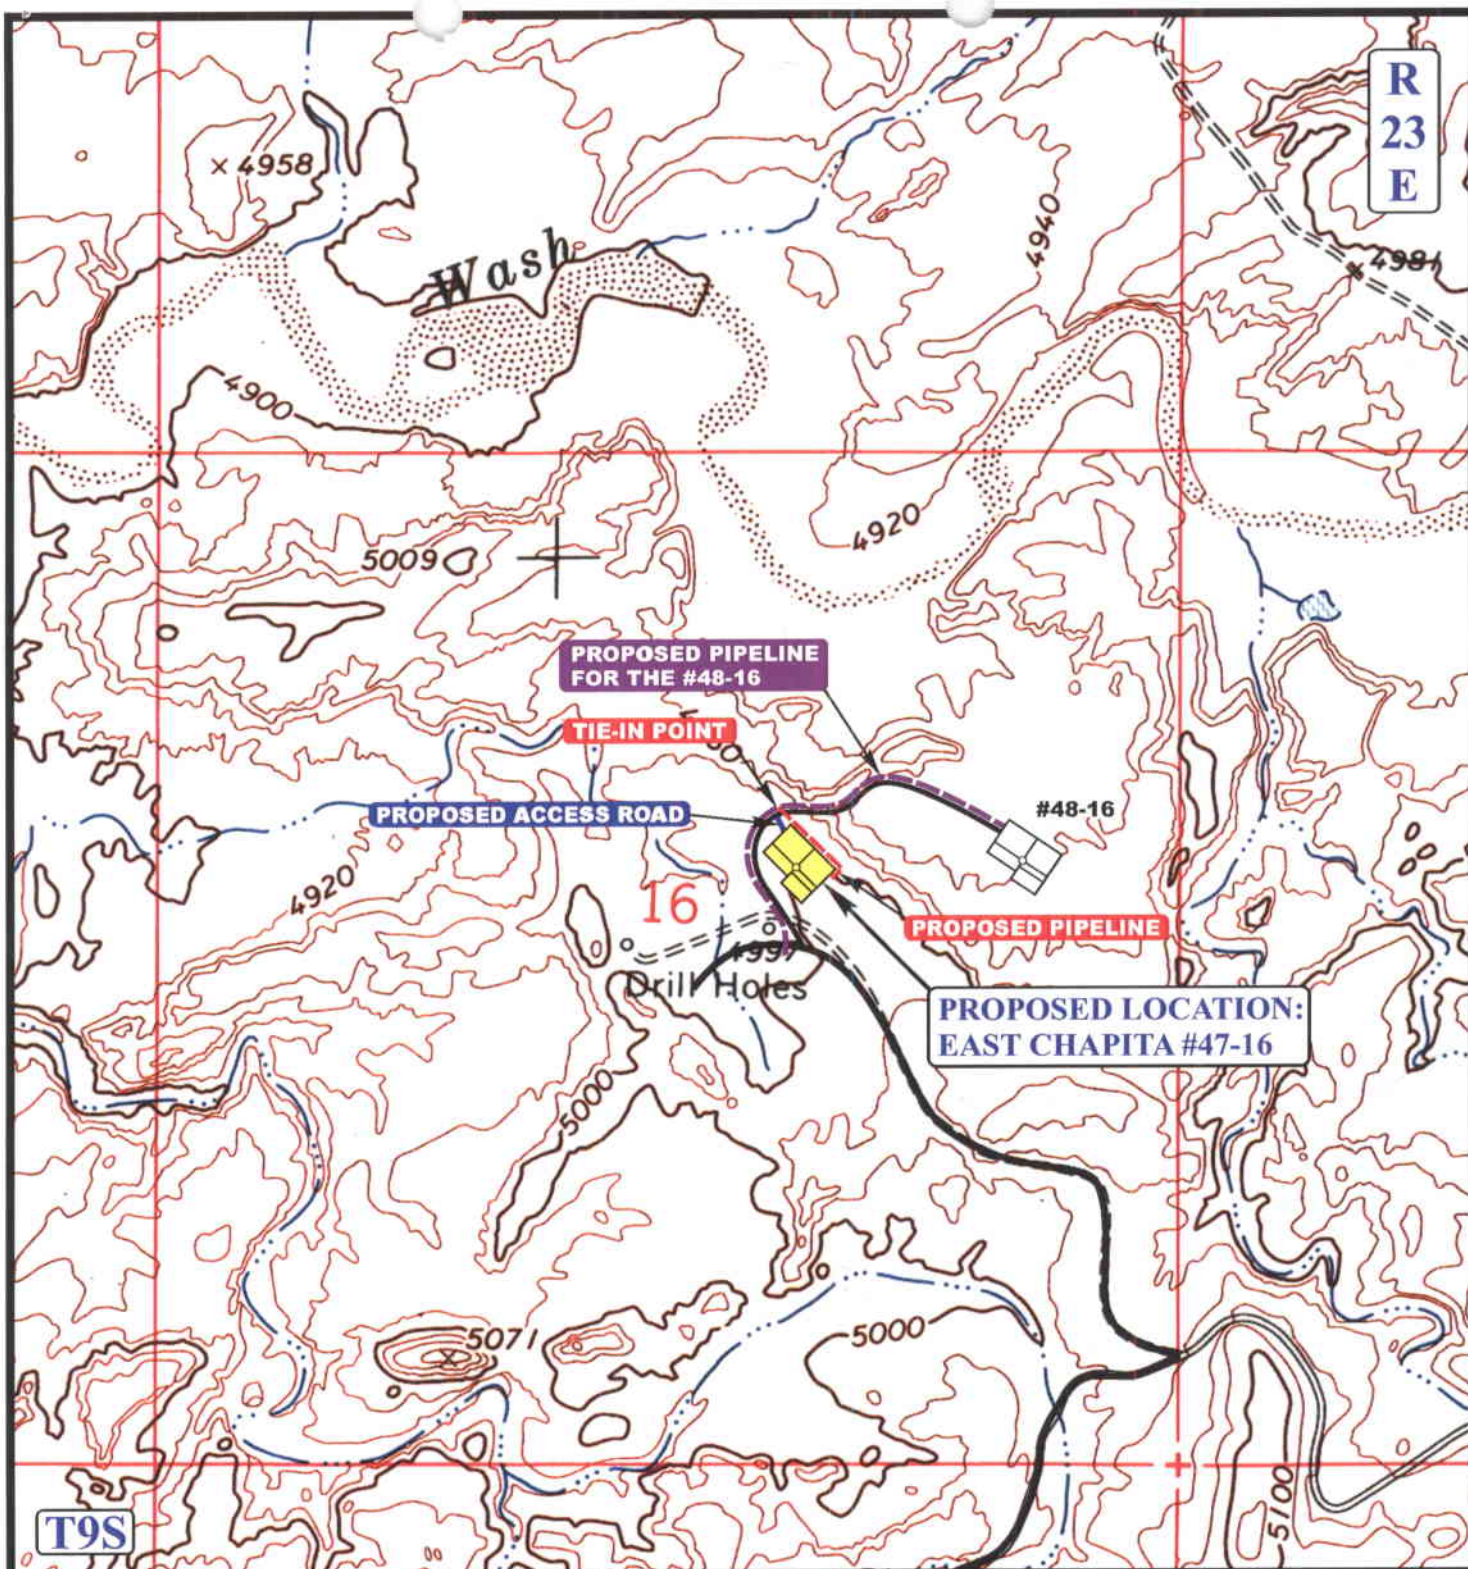 R
23
E
4958
4940
4981
Wash
4900
4920
5009
PROPOSED PIPELINE
FOR THE #48-16
TIE-IN POINT
PROPOSED ACCESS ROAD
#48-16
4920
16
PROPOSED PIPELINE
Drill Holes
PROPOSED LOCATION:
EAST CHAPITA #47-16
5000
5071
5000
5100
T9S